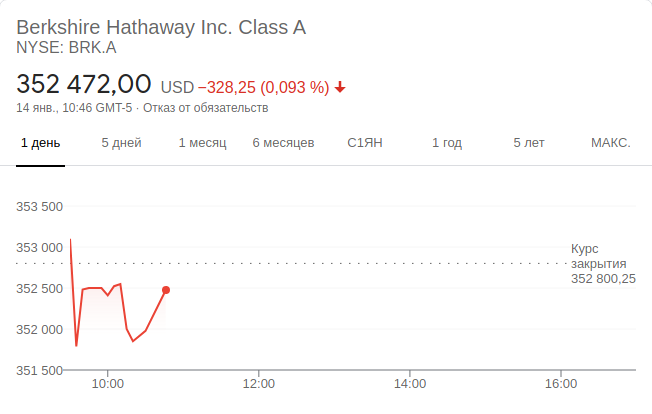 Berkshire Hathaway Inc. Class A
NYSE: BRK.A
352 472,00 USD −328,25 (0,093 %)
14 янв., 10:46 GMT-5 · Отказ от обязательств
1 день 5 дней 1 месяц 6 месяцев С1ЯН 1 год 5 лет МАКС.
353 500
353 000
352 500
352 000
351 500
Курс
закрытия
352 800,25
10:00 12:00 14:00 16:00